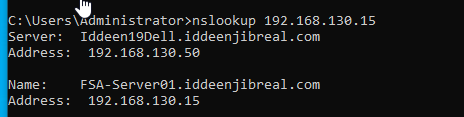 C:\Users\Administrator>nslookup 192.168.130.15
Server:  Iddeen19Dell.iddeenjibreal.com
Address:  192.168.130.50

Name:    FSA-Server01.iddeenjibreal.com
Address:  192.168.130.15